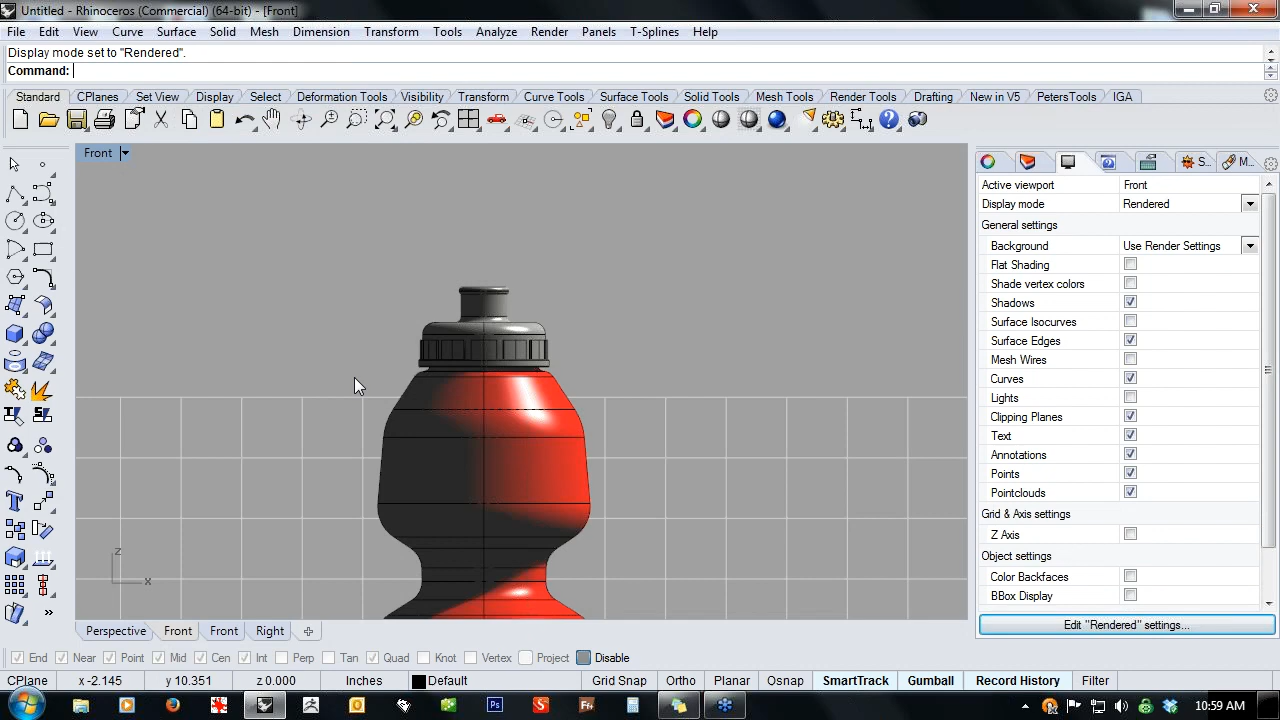 Untitled - Rhinoceros (Commercial) (64-bit) - [Front]
File Edit View Curve Surface Solid Mesh Dimension Transform Tools Analyze Render Panels T-Splines Help
Display mode set to "Rendered".
Command:
Standard CPlanes Set View Display Select Deformation Tools Visibility Transform Curve Tools Surface Tools Solid Tools Mesh Tools Render Tools Drafting New in V5 PetersTools IGA
Front
S... M...
Active viewport Front
Display mode Rendered
General settings
Background Use Render Settings
Flat Shading
Shade vertex colors
Shadows
Surface Isocurves
Surface Edges
Mesh Wires
Curves
Lights
Clipping Planes
Text
Annotations
Points
Pointclouds
Grid & Axis settings
Z Axis
Object settings
Color Backfaces
BBox Display
Edit "Rendered" settings...
z
x
Perspective Front Front Right
End Near Point Mid Cen Int Perp Tan Quad Knot Vertex Project Disable
CPlane x -2.145 y 10.351 z 0.000 Inches Default Grid Snap Ortho Planar Osnap SmartTrack Gumball Record History Filter
10:59 AM